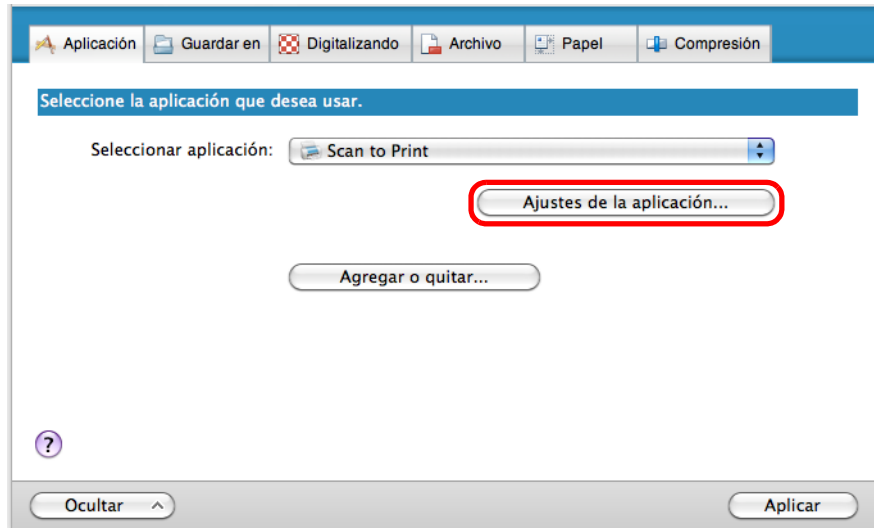 Aplicación Guardar en Digitalizando Archivo Papel Compresión
Seleccione la aplicación que desea usar.
Seleccionar aplicación: Scan to Print
Ajustes de la aplicación...
Agregar o quitar...
?
Ocultar Aplicar